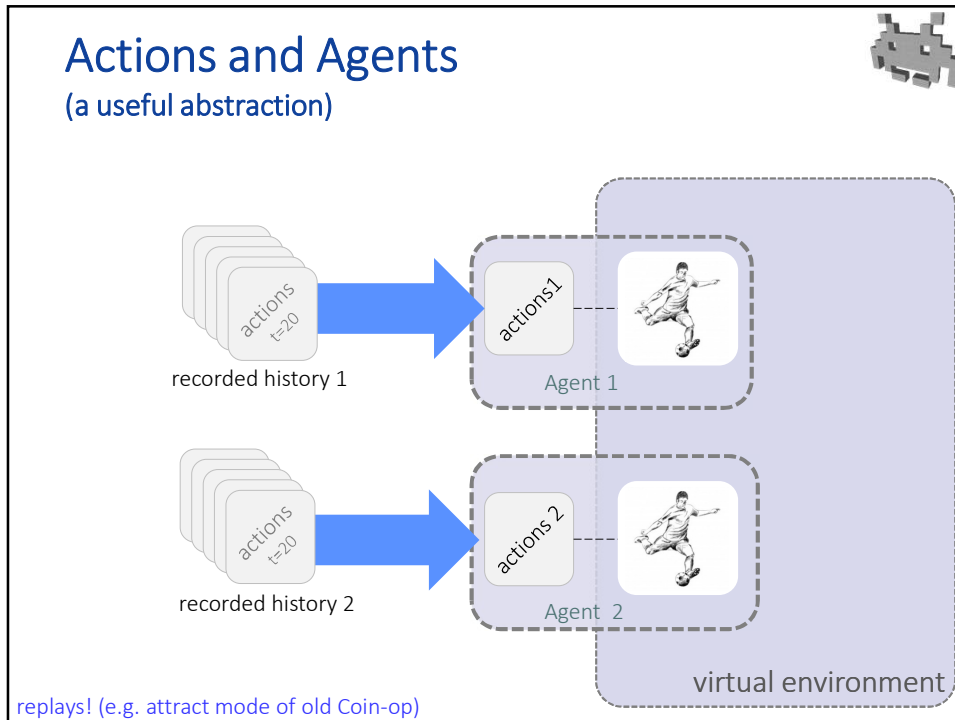 Actions and Agents
(a useful abstraction)
actions
t=20
recorded history 1
actions1
Agent 1
actions
t=20
recorded history 2
actions 2
Agent  2
virtual environment
replays! (e.g. attract mode of old Coin-op)